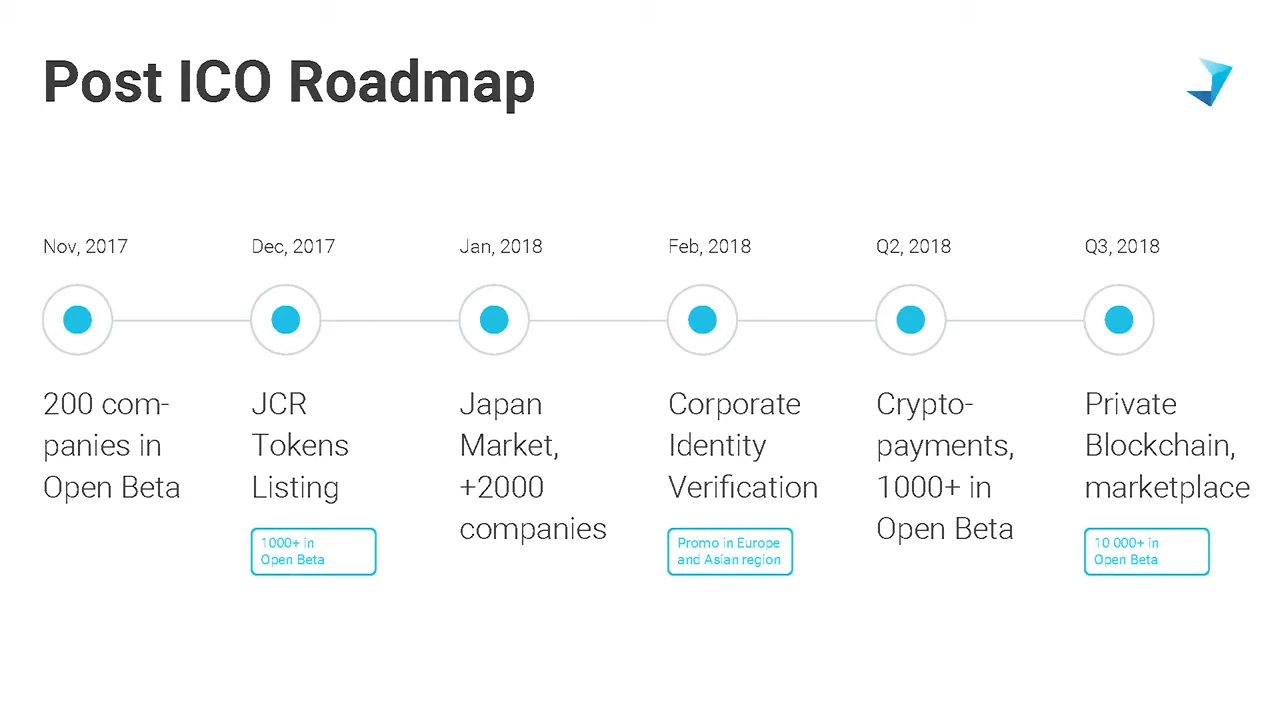 Post ICO Roadmap
Nov, 2017
200 com-
panies in
Open Beta
Dec, 2017
JCR
Tokens
Listing
1000+ in
Open Beta
Jan, 2018
Japan
Market,
+2000
companies
Feb, 2018
Corporate
Identity
Verification
Promo in Europe
and Asian region
Q2, 2018
Crypto-
payments,
1000+ in
Open Beta
Q3, 2018
Private
Blockchain,
marketplace
10 000+ in
Open Beta